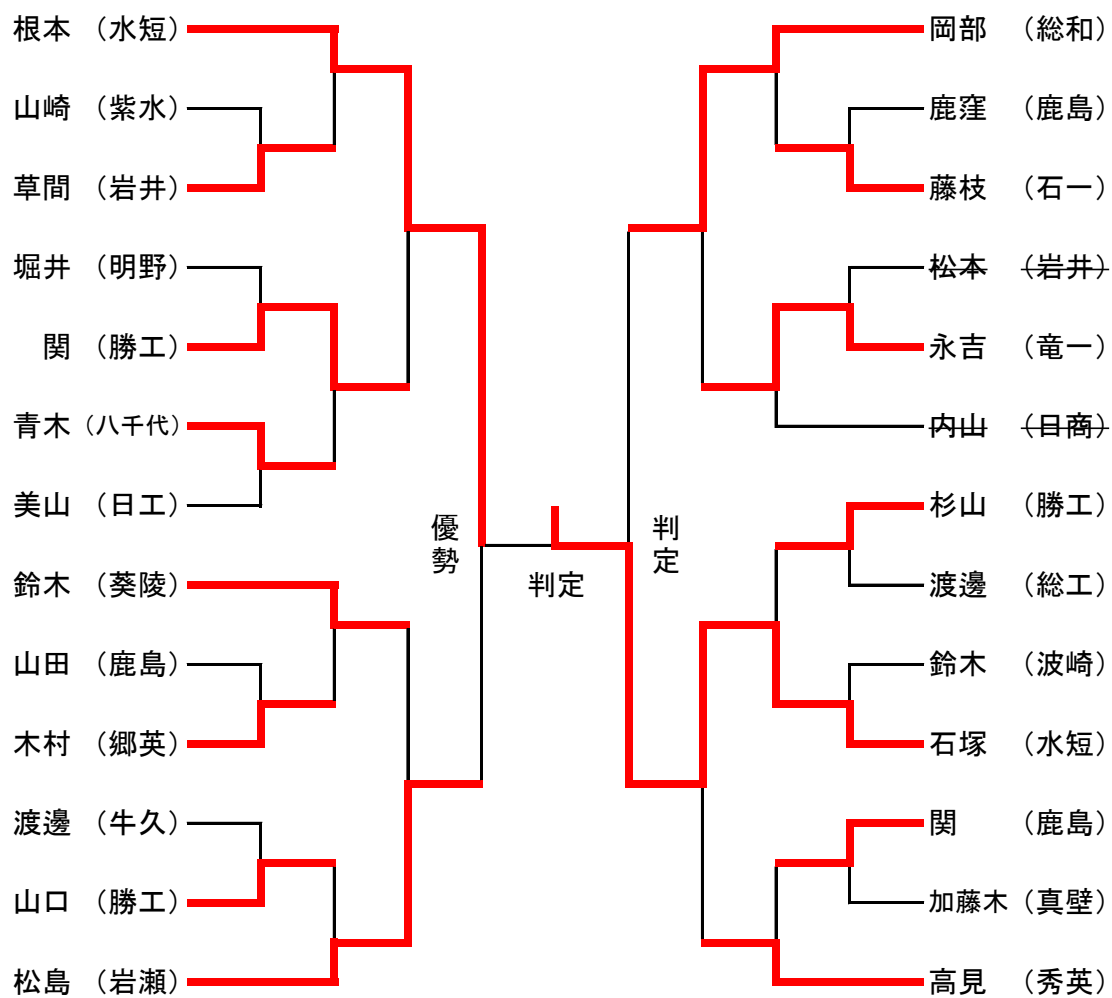 根本 （水短）
山崎 （紫水）
草間 （岩井）
堀井 （明野）
関 （勝工）
青木 （八千代）
美山 （日工）
鈴木 （葵陵）
山田 （鹿島）
木村 （郷英）
渡邊 （牛久）
山口 （勝工）
松島 （岩瀬）
優勢
判定
判定
岡部 （総和）
鹿窪 （鹿島）
藤枝 （石一）
松本 （岩井）
永吉 （竜一）
内山 （日商）
杉山 （勝工）
渡邊 （総工）
鈴木 （波崎）
石塚 （水短）
関 （鹿島）
加藤木 （真壁）
高見 （秀英）